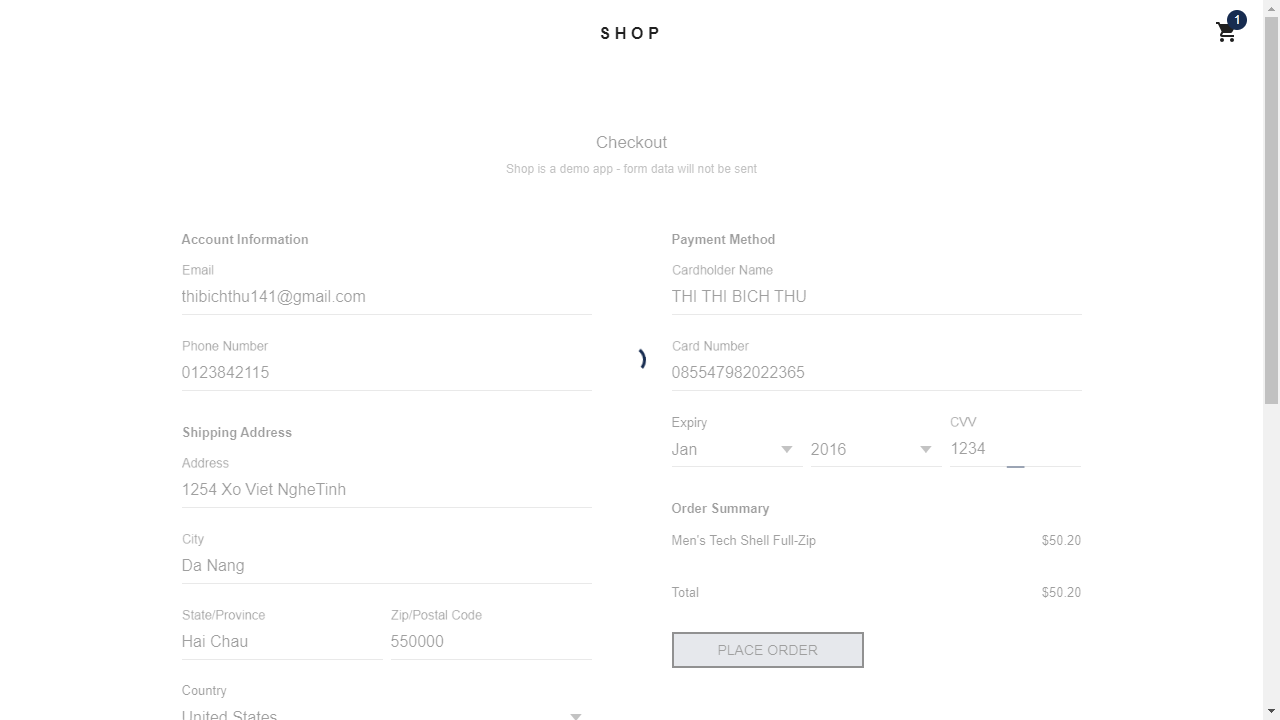 SHOP
1
Checkout
Shop is a demo app - form data will not be sent
Account Information
Email
thibichthu141@gmail.com
Phone Number
0123842115
Shipping Address
Address
1254 Xo Viet NgheTinh
City
Da Nang
State/Province Zip/Postal Code
Hai Chau 550000
Country
United States
Payment Method
Cardholder Name
THI THI BICH THU
Card Number
085547982022365
Expiry CVV
Jan 2016 1234
Order Summary
Men's Tech Shell Full-Zip $50.20
Total $50.20
PLACE ORDER